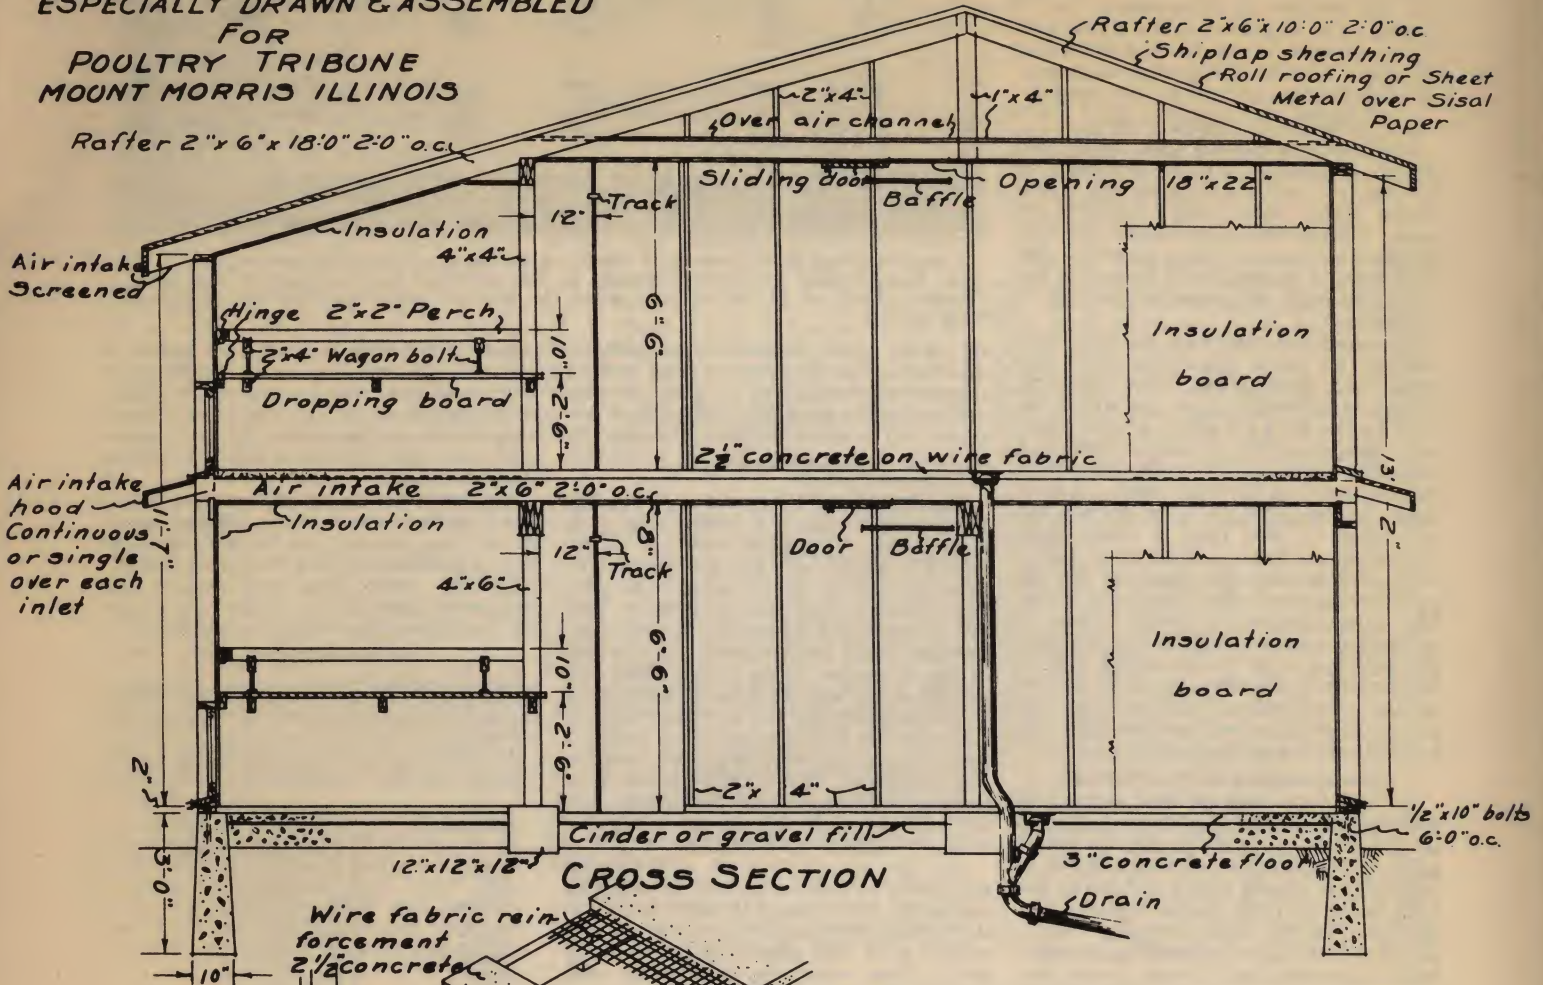 ESPECIALLY DRAWN & ASSEMBLED
FOR
POULTRY TRIBUNE
MOUNT MORRIS ILLINOIS
Rafter 2"x6"x10'-0" 2'-0" o.c.
Shiplap sheathing
Roll roofing or Sheet
Metal over Sisal
Paper
Rafter 2"x6"x18'-0" 2'-0" o.c.
2"x4"
1"x4"
Over air channel
Sliding door
Baffle
Opening 18"x22"
Track
12"
Insulation
4"x4"
Air intake
Screened
Hinge 2"x2" Perch
2"x4" Wagon bolt
Dropping board
10"
2'-6"
6'-6"
Insulation
board
2½" concrete on wire fabric
Air intake
hood
Continuous
or single
over each
inlet
Air intake 2"x6" 2'-0" o.c.
Insulation
11'-7"
13'-2"
8"
12"
Track
Door
Baffle
4"x6"
10"
2'-6"
6'-6"
Insulation
board
2"
2"x4"
½"x10" bolts
6'-0" o.c.
Cinder or gravel fill
3" concrete floor
12"x12"x12"
3'-0"
CROSS SECTION
Drain
Wire fabric rein-
forcement
2½" concrete
10"